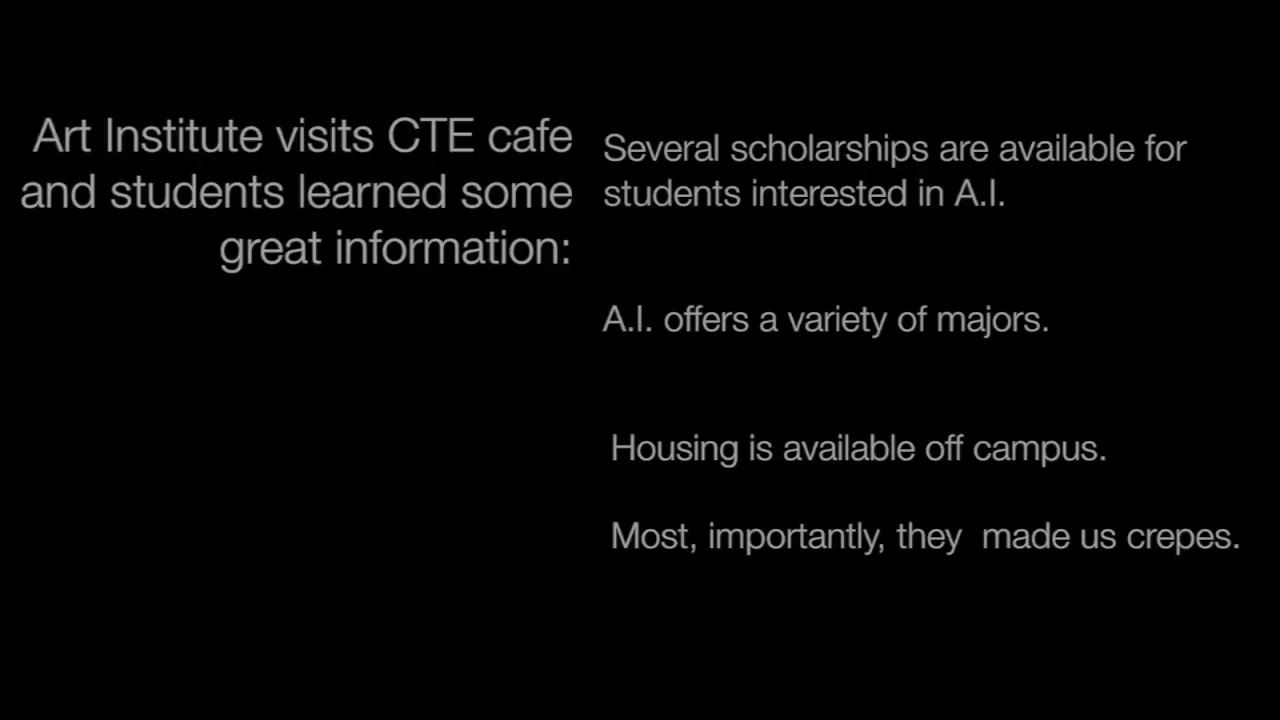 Art Institute visits CTE cafe
and students learned some
great information:
Several scholarships are available for
students interested in A.I.
A.I. offers a variety of majors.
Housing is available off campus.
Most, importantly, they  made us crepes.